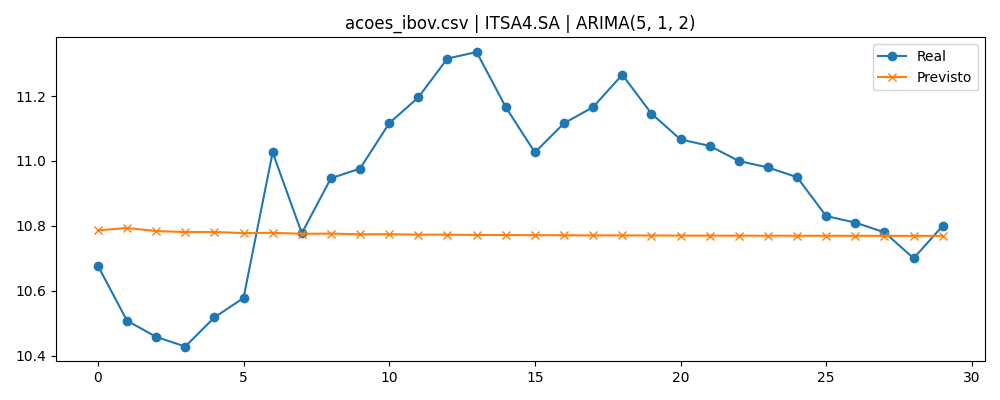 acoes_ibov.csv | ITSA4.SA | ARIMA(5, 1, 2)
Real
Previsto
11.2
11.0
10.8
10.6
10.4
0 5 10 15 20 25 30